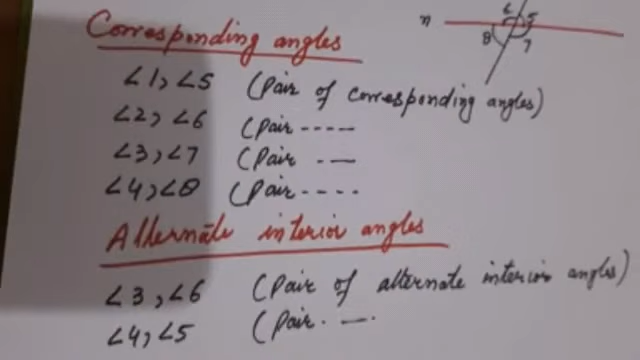 n 6 5
8 7
Corresponding angles
∠1, ∠5 (Pair of corresponding angles)
∠2, ∠6 (Pair -----
∠3, ∠7 (Pair -—
∠4, ∠8 (Pair ----
Alternate interior angles
∠3, ∠6 (Pair of alternate interior angles)
∠4, ∠5 (Pair. -—.